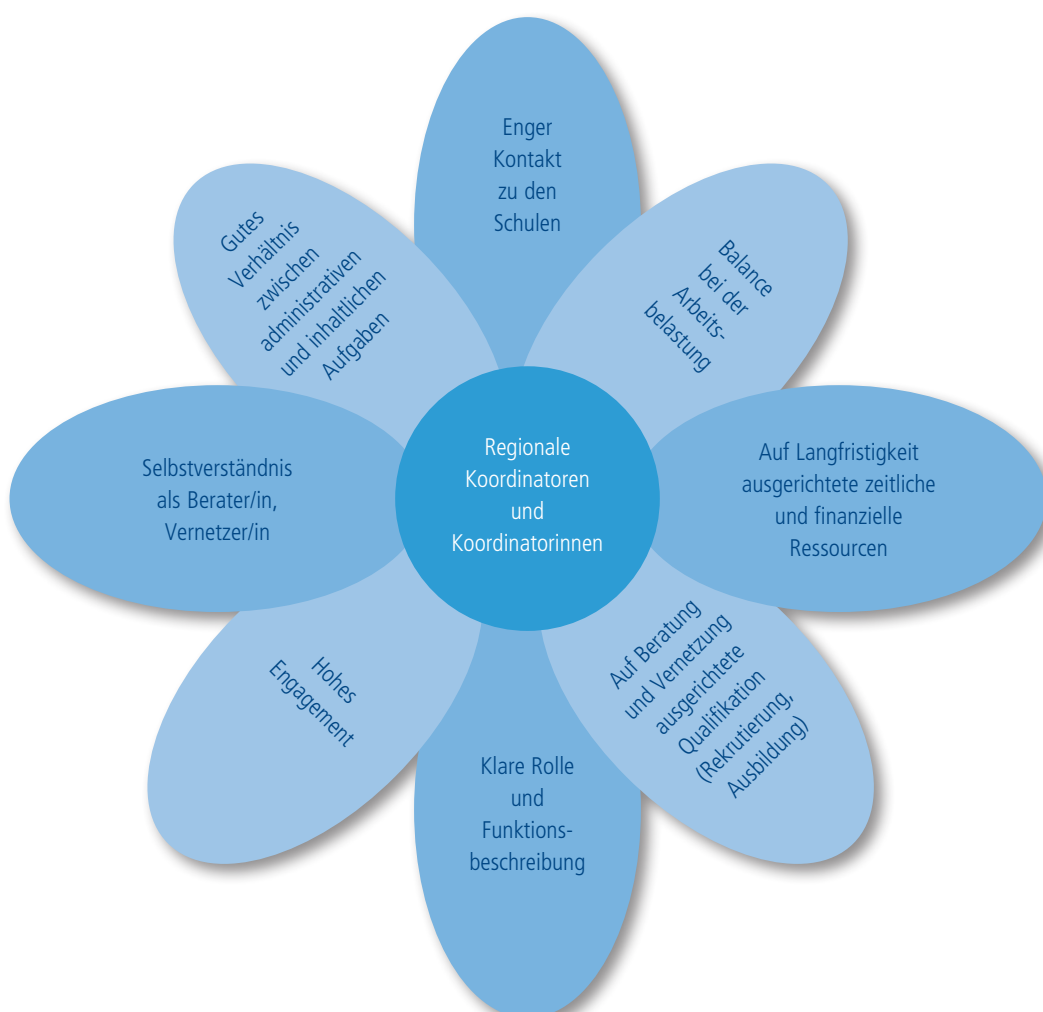 Enger
Kontakt
zu den
Schulen
Balance
bei der
Arbeits-
belastung
Auf Langfristigkeit
ausgerichtete zeitliche
und finanzielle
Ressourcen
Auf Beratung
und Vernetzung
ausgerichtete
Qualifikation
(Rekrutierung,
Ausbildung)
Klare Rolle
und
Funktions-
beschreibung
Hohes
Engagement
Selbstverständnis
als Berater/in,
Vernetzer/in
Gutes
Verhältnis
zwischen
administrativen
und inhaltlichen
Aufgaben
Regionale
Koordinatoren
und
Koordinatorinnen